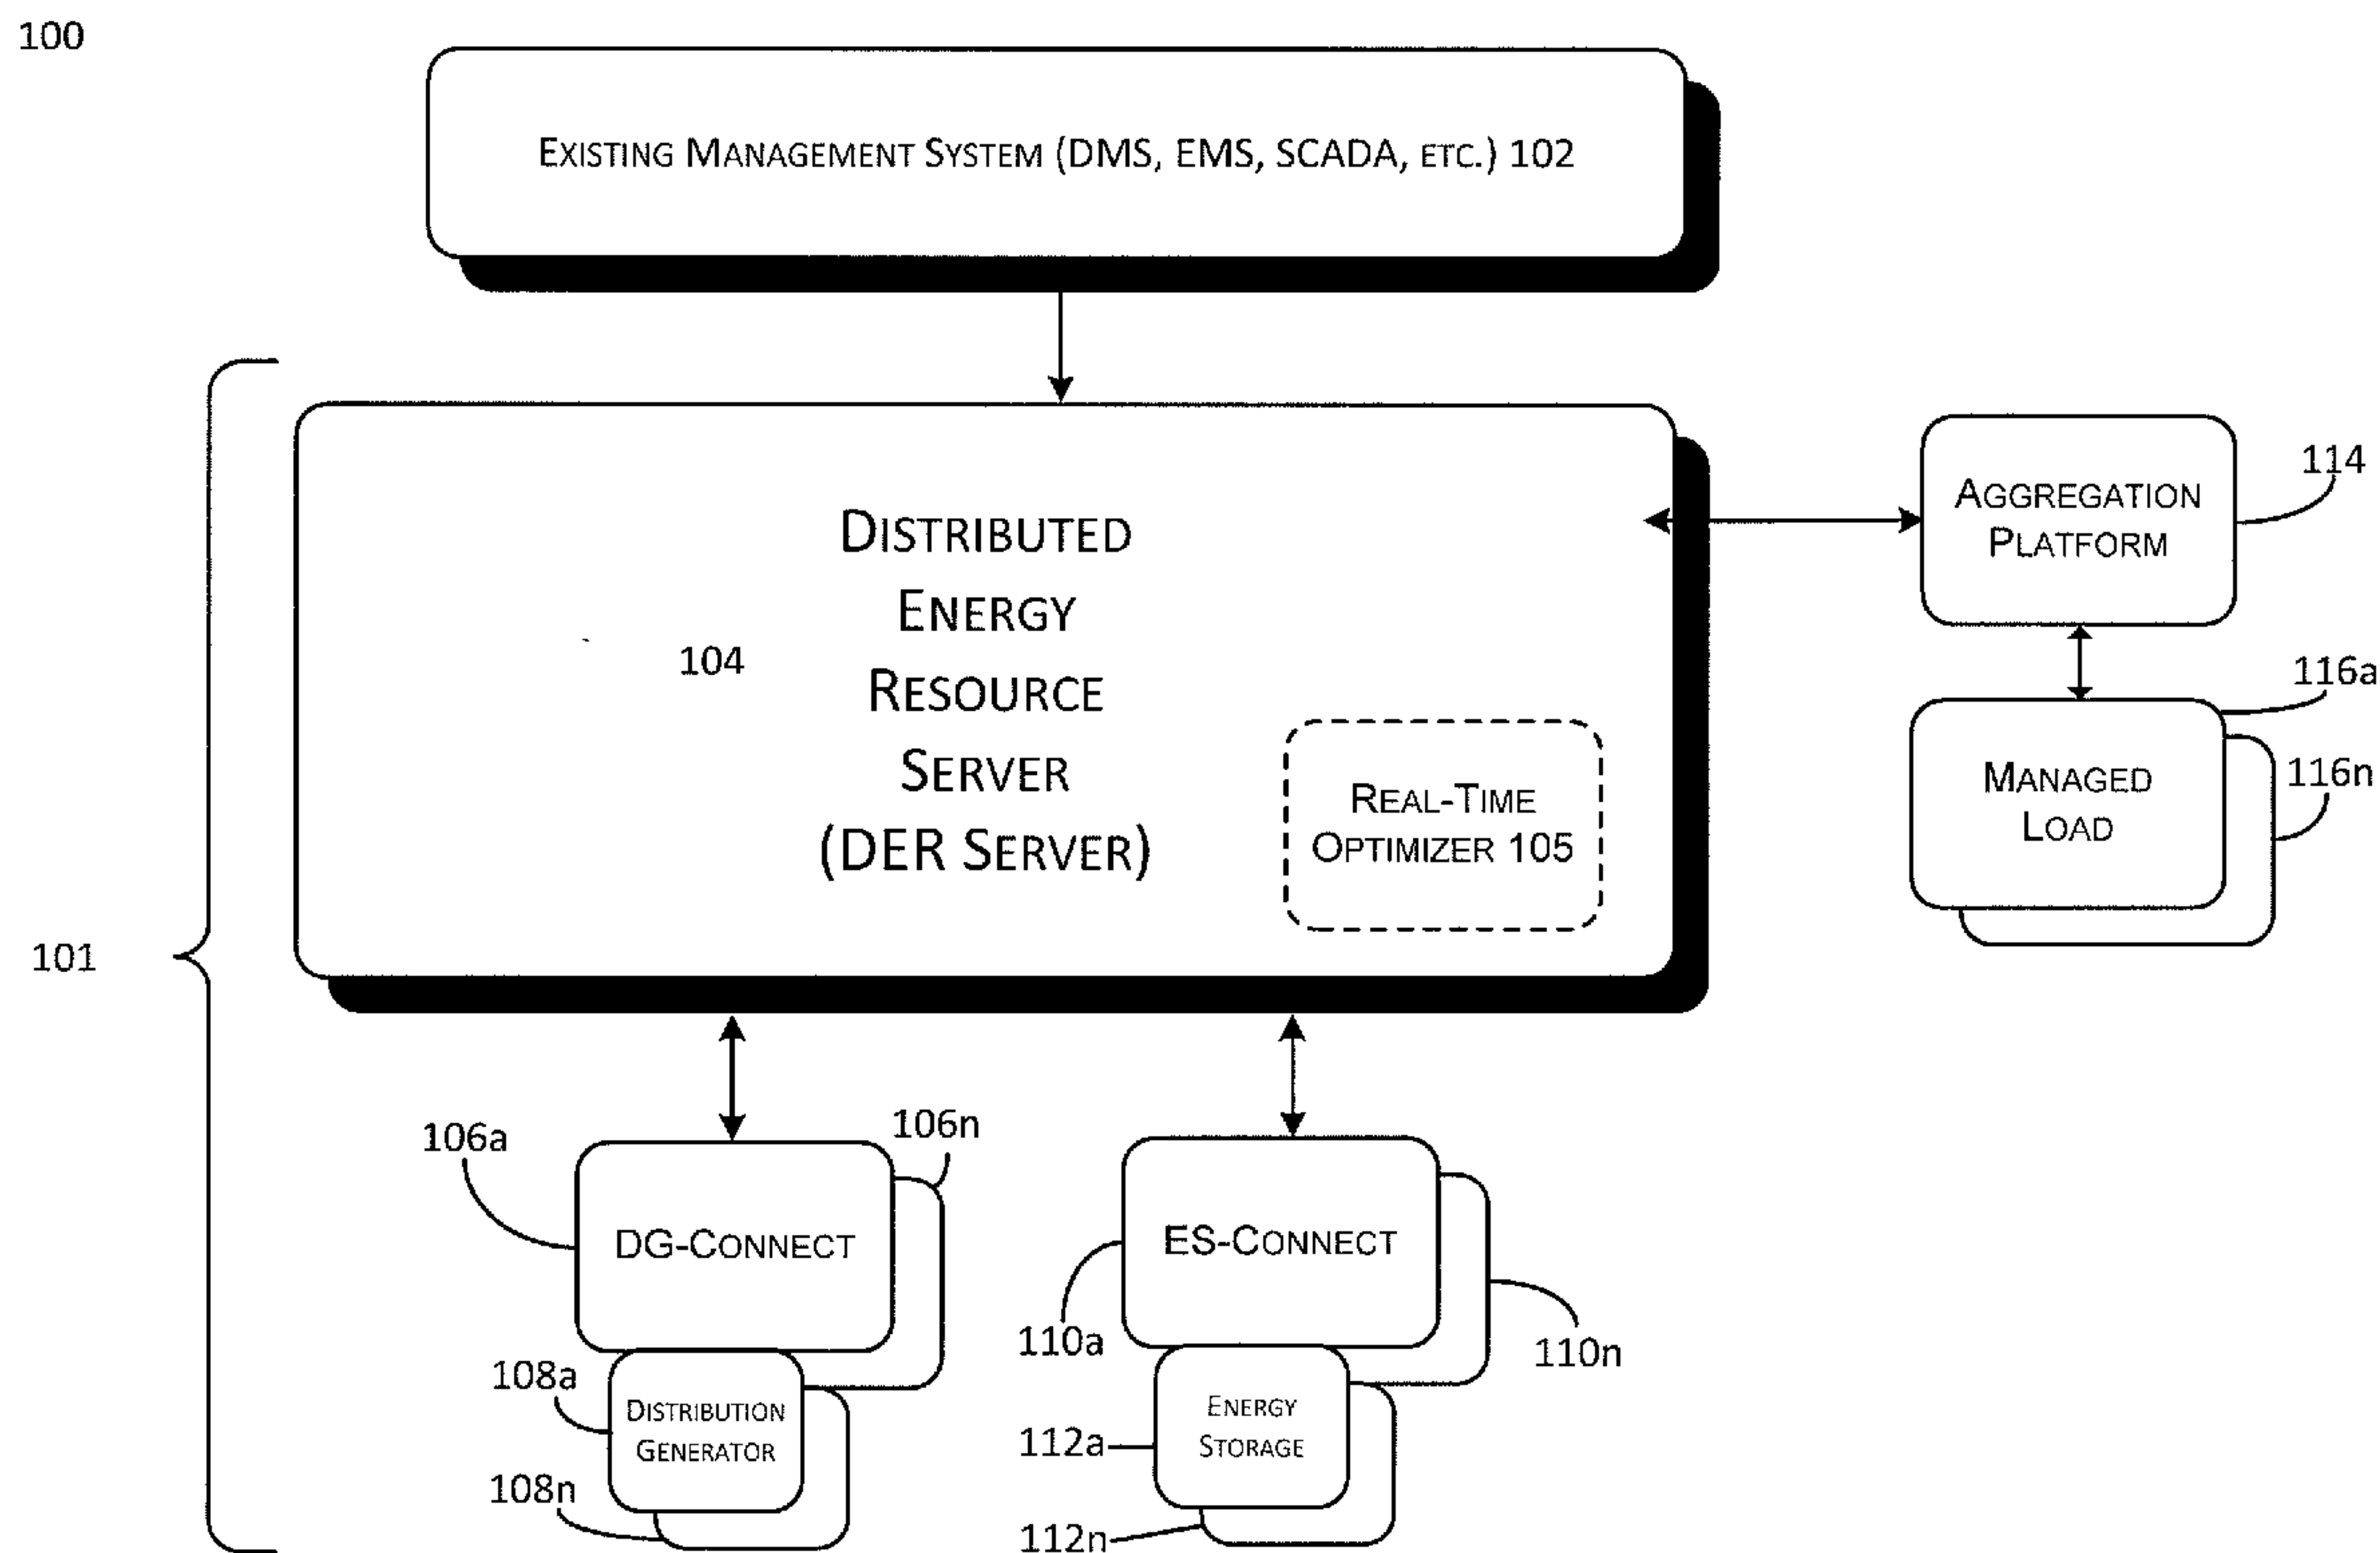 100
EXISTING MANAGEMENT SYSTEM (DMS, EMS, SCADA, ETC.) 102
DISTRIBUTED
ENERGY
104
RESOURCE
SERVER
(DER SERVER)
REAL-TIME
OPTIMIZER 105
AGGREGATION
PLATFORM
114
116a
MANAGED
LOAD
116n
101
106a
106n
DG-CONNECT
108a
DISTRIBUTION
GENERATOR
108n
ES-CONNECT
110a
110n
ENERGY
STORAGE
112a
112n